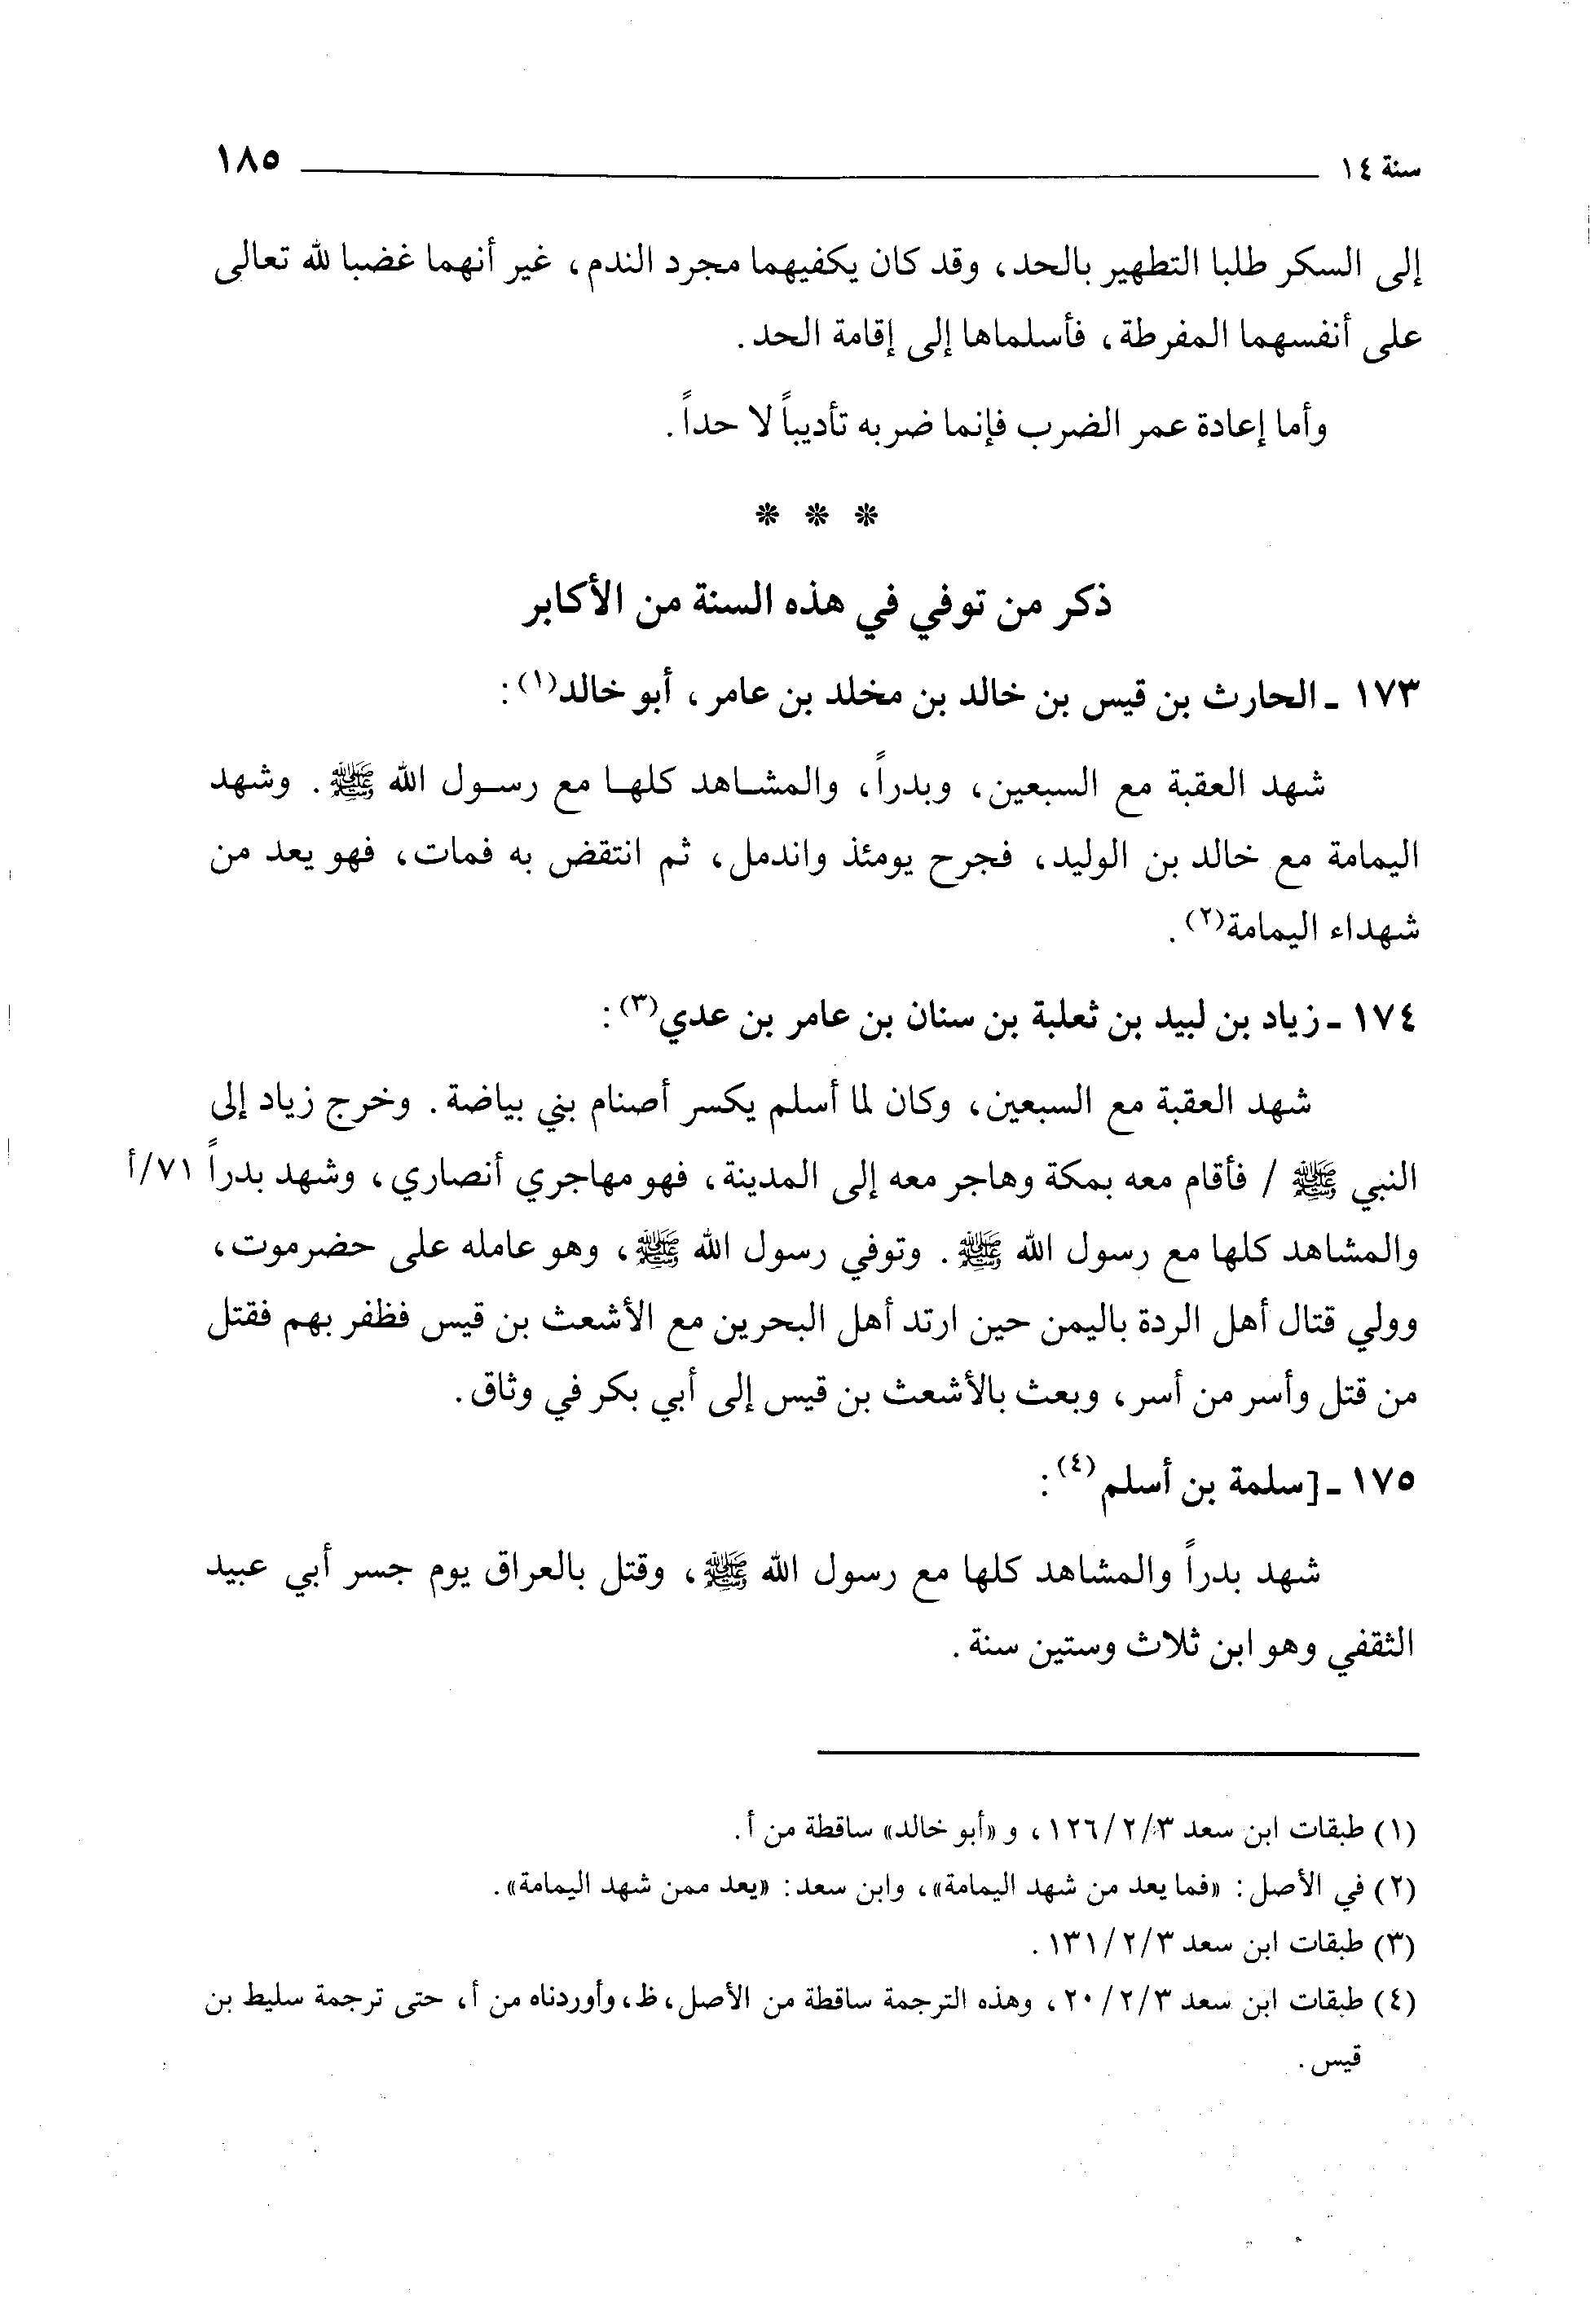 سنة ١٤ ١٨٥
إلى السكر طلبا التطهير بالحد، وقد كان يكفيهما مجرد الندم، غير أنهما غضبا لله تعالى
على أنفسهما المفرطة، فأسلماها إلى إقامة الحد.
وأما إعادة عمر الضرب فإنما ضربه تأديباً لا حداً.
* * *
ذكر من توفي في هذه السنة من الأكابر
١٧٣ ـ الحارث بن قيس بن خالد بن مخلد بن عامر، أبو خالد(١):
شهد العقبة مع السبعين، وبدراً، والمشاهد كلها مع رسول الله ﷺ. وشهد
اليمامة مع خالد بن الوليد، فجرح يومئذ واندمل، ثم انتقض به فمات، فهو يعد من
شهداء اليمامة(٢).
١٧٤ ـ زياد بن لبيد بن ثعلبة بن سنان بن عامر بن عدي(٣):
شهد العقبة مع السبعين، وكان لما أسلم يكسر أصنام بني بياضة. وخرج زياد إلى
النبي ﷺ / فأقام معه بمكة وهاجر معه إلى المدينة، فهو مهاجري أنصاري، وشهد بدراً ٧١/أ
والمشاهد كلها مع رسول الله ﷺ. وتوفي رسول الله ﷺ، وهو عامله على حضرموت،
وولي قتال أهل الردة باليمن حين ارتد أهل البحرين مع الأشعث بن قيس فظفر بهم فقتل
من قتل وأسر من أسر، وبعث بالأشعث بن قيس إلى أبي بكر في وثاق.
١٧٥ ـ [سلمة بن أسلم(٤):
شهد بدراً والمشاهد كلها مع رسول الله ﷺ، وقتل بالعراق يوم جسر أبي عبيد
الثقفي وهو ابن ثلاث وستين سنة.
(١) طبقات ابن سعد ١٢٦/٢/٣، و «أبو خالد» ساقطة من أ.
(٢) في الأصل: «فما يعد من شهد اليمامة»، وابن سعد: «يعد ممن شهد اليمامة».
(٣) طبقات ابن سعد ١٣١/٢/٣.
(٤) طبقات ابن سعد ٢٠/٢/٣، وهذه الترجمة ساقطة من الأصل، ظ، وأوردناه من أ، حتى ترجمة سليط بن
قيس.